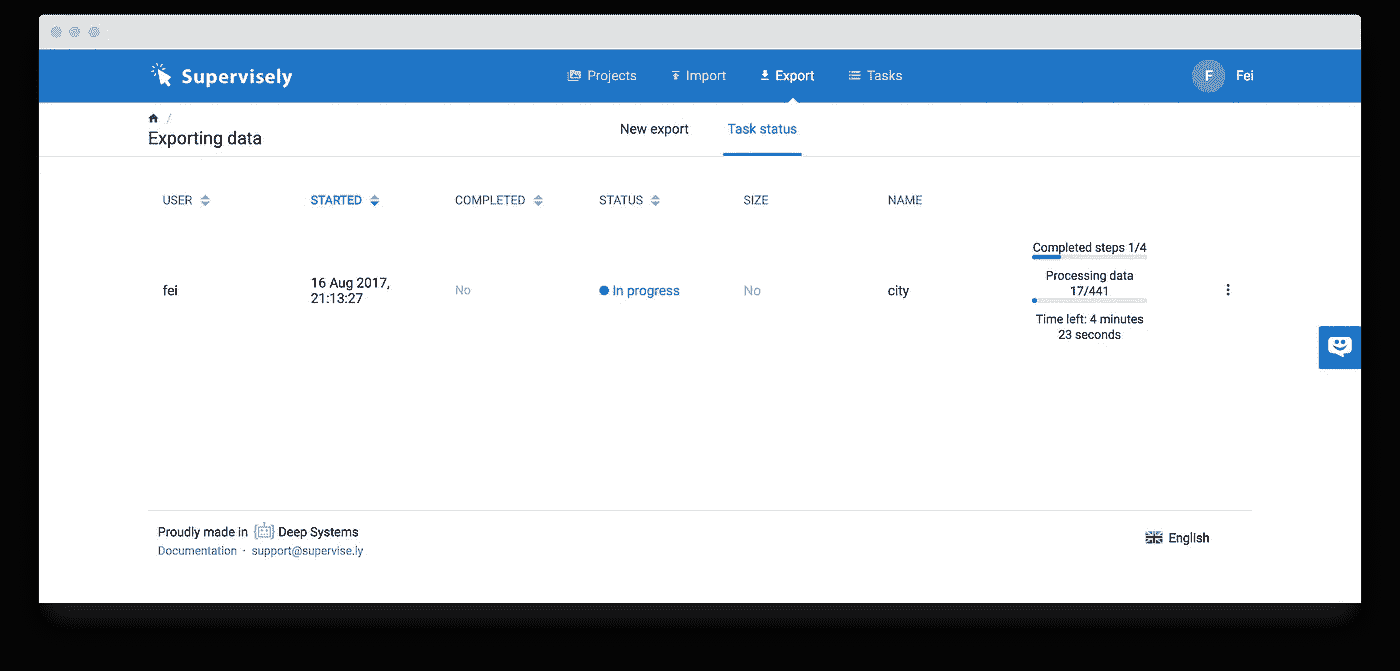 Supervisely
Projects
Import
Export
Tasks
F
Fei
/
Exporting data
New export
Task status
USER
STARTED
COMPLETED
STATUS
SIZE
NAME
fei
16 Aug 2017,
21:13:27
No
In progress
No
city
Completed steps 1/4
Processing data
17/441
Time left: 4 minutes
23 seconds
Proudly made in Deep Systems
Documentation · support@supervise.ly
English